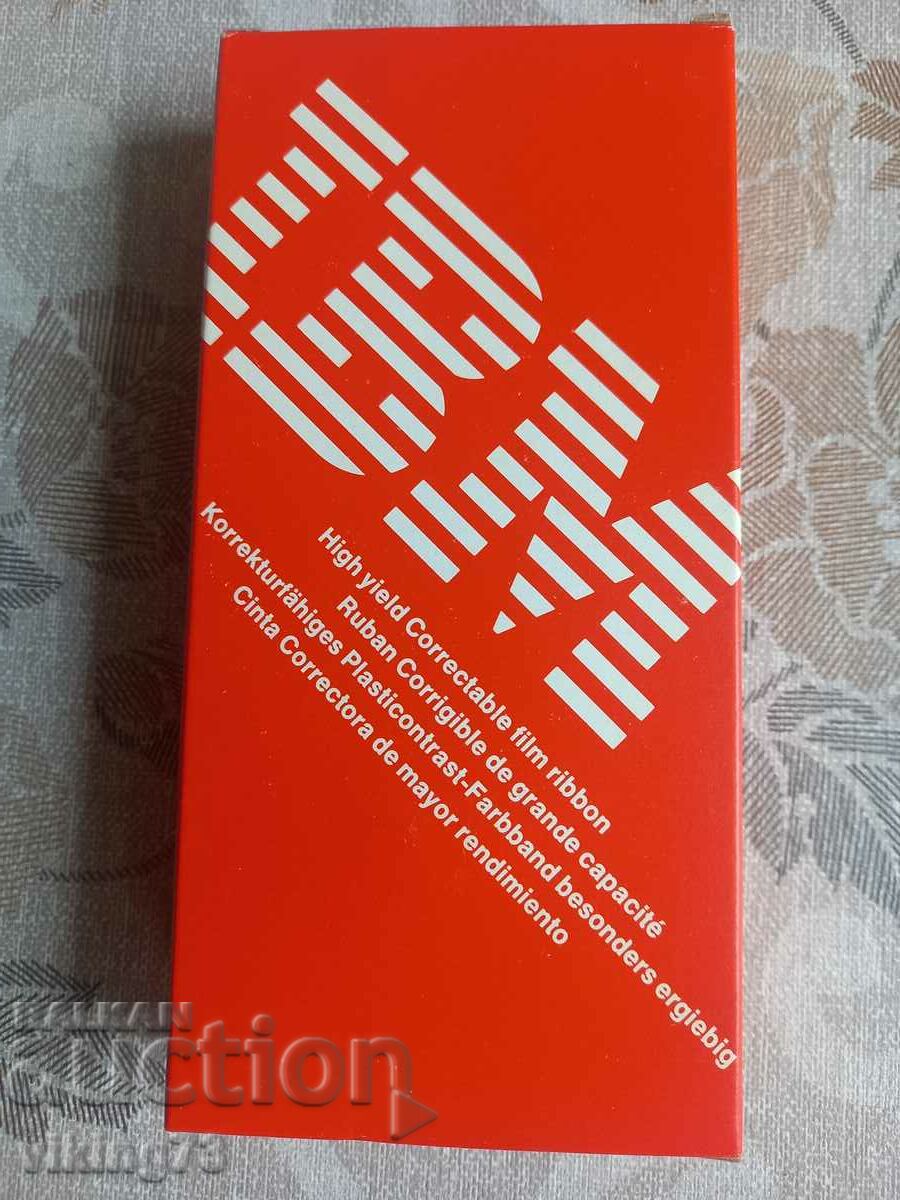 IBM
High yield Correctable film ribbon
Ruban Corrigible de grande capacité
Korrekturfähiges Plasticontrast-Farbband besonders ergiebig
Cinta Correctora de mayor rendimiento
BALKAN
auction
viking73